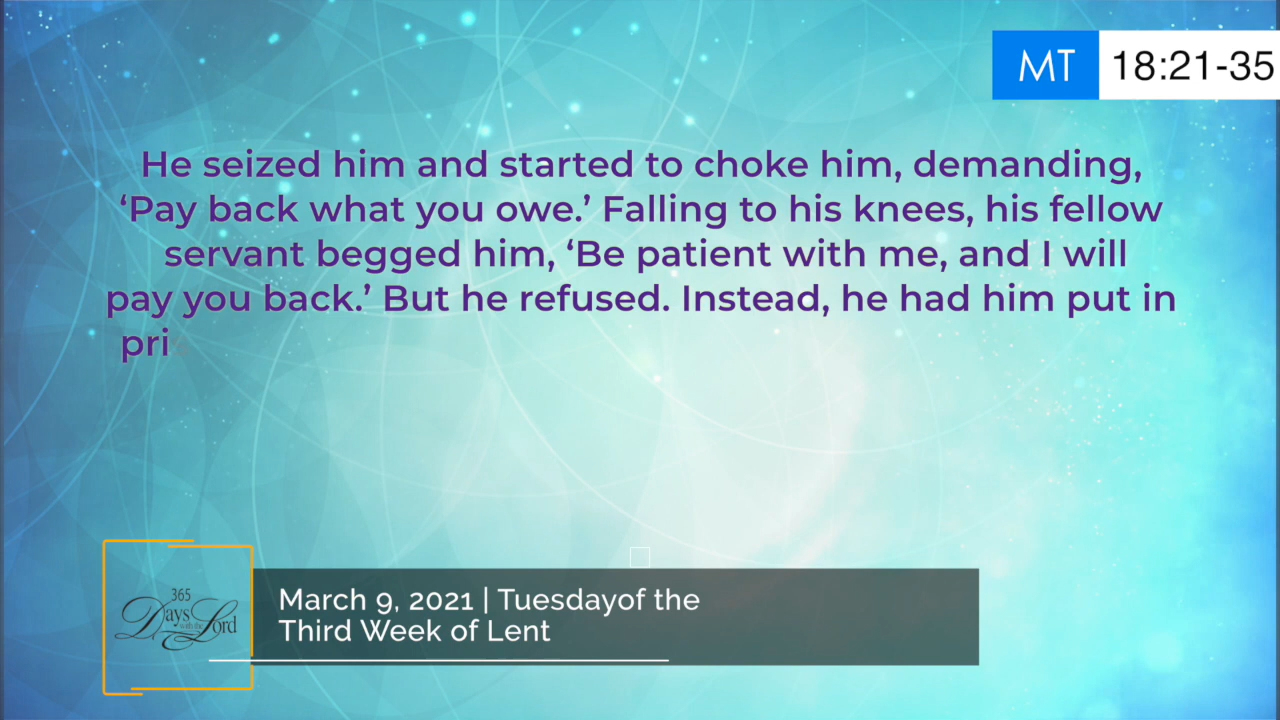 MT 18:21-35
He seized him and started to choke him, demanding,
‘Pay back what you owe.’ Falling to his knees, his fellow
servant begged him, ‘Be patient with me, and I will
pay you back.’ But he refused. Instead, he had him put in
pri
365
Days with the Lord
March 9, 2021 | Tuesdayof the
Third Week of Lent